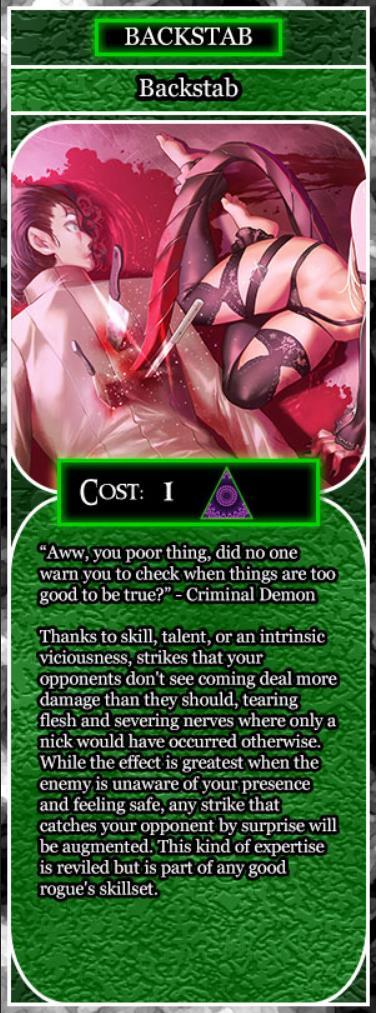 BACKSTAB
Backstab
COST: 1
“Aww, you poor thing, did no one
warn you to check when things are too
good to be true?” - Criminal Demon
Thanks to skill, talent, or an intrinsic
viciousness, strikes that your
opponents don't see coming deal more
damage than they should, tearing
flesh and severing nerves where only a
nick would have occurred otherwise.
While the effect is greatest when the
enemy is unaware of your presence
and feeling safe, any strike that
catches your opponent by surprise will
be augmented. This kind of expertise
is reviled but is part of any good
rogue's skillset.